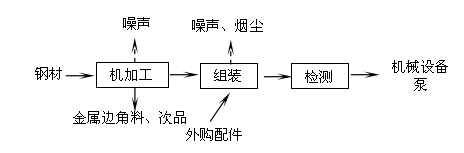 噪声
噪声、烟尘
钢材
机加工
组装
检测
机械设备
泵
金属边角料、次品
外购配件